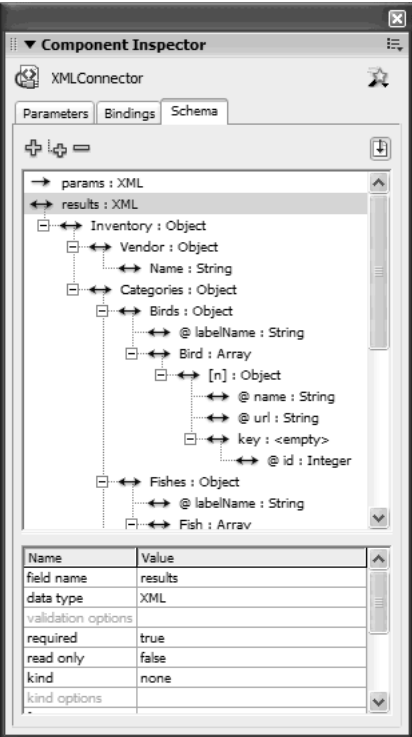 Component Inspector
XMLConnector
Parameters Bindings Schema
params : XML
results : XML
Inventory : Object
Vendor : Object
Name : String
Categories : Object
Birds : Object
@ labelName : String
Bird : Array
[n] : Object
@ name : String
@ url : String
key : <empty>
@ id : Integer
Fishes : Object
@ labelName : String
Fish : Array
Name Value
field name results
data type XML
validation options
required true
read only false
kind none
kind options